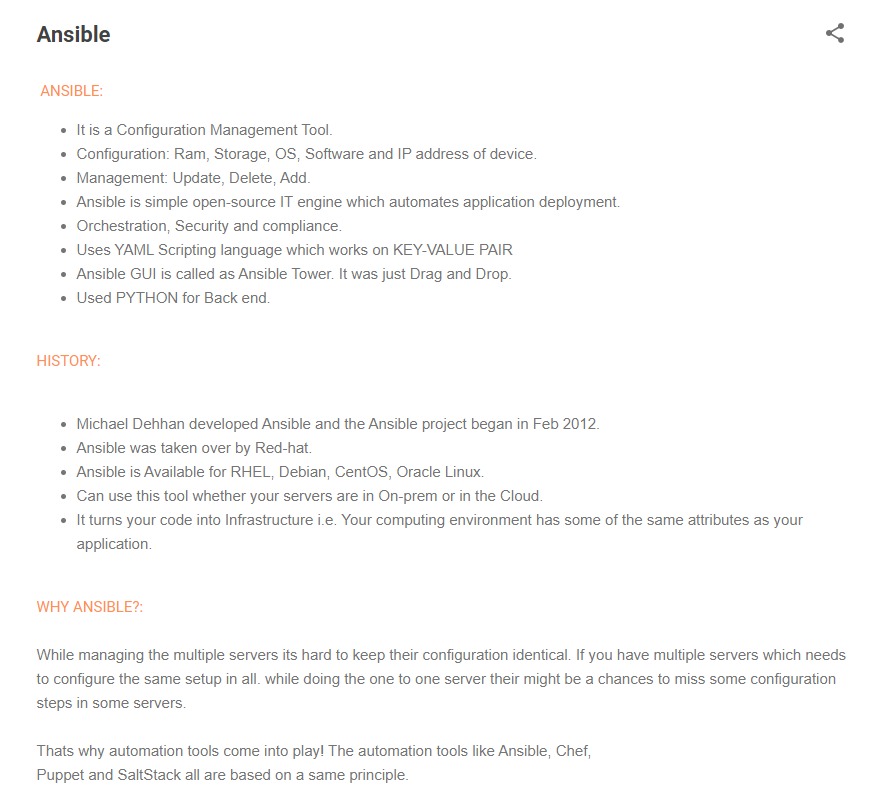 Ansible
ANSIBLE:
It is a Configuration Management Tool.
Configuration: Ram, Storage, OS, Software and IP address of device.
Management: Update, Delete, Add.
Ansible is simple open-source IT engine which automates application deployment.
Orchestration, Security and compliance.
Uses YAML Scripting language which works on KEY-VALUE PAIR
Ansible GUI is called as Ansible Tower. It was just Drag and Drop.
Used PYTHON for Back end.
HISTORY:
Michael Dehhan developed Ansible and the Ansible project began in Feb 2012.
Ansible was taken over by Red-hat.
Ansible is Available for RHEL, Debian, CentOS, Oracle Linux.
Can use this tool whether your servers are in On-prem or in the Cloud.
It turns your code into Infrastructure i.e. Your computing environment has some of the same attributes as your
application.
WHY ANSIBLE?:
While managing the multiple servers its hard to keep their configuration identical. If you have multiple servers which needs
to configure the same setup in all. while doing the one to one server their might be a chances to miss some configuration
steps in some servers.
Thats why automation tools come into play! The automation tools like Ansible, Chef,
Puppet and SaltStack all are based on a same principle.